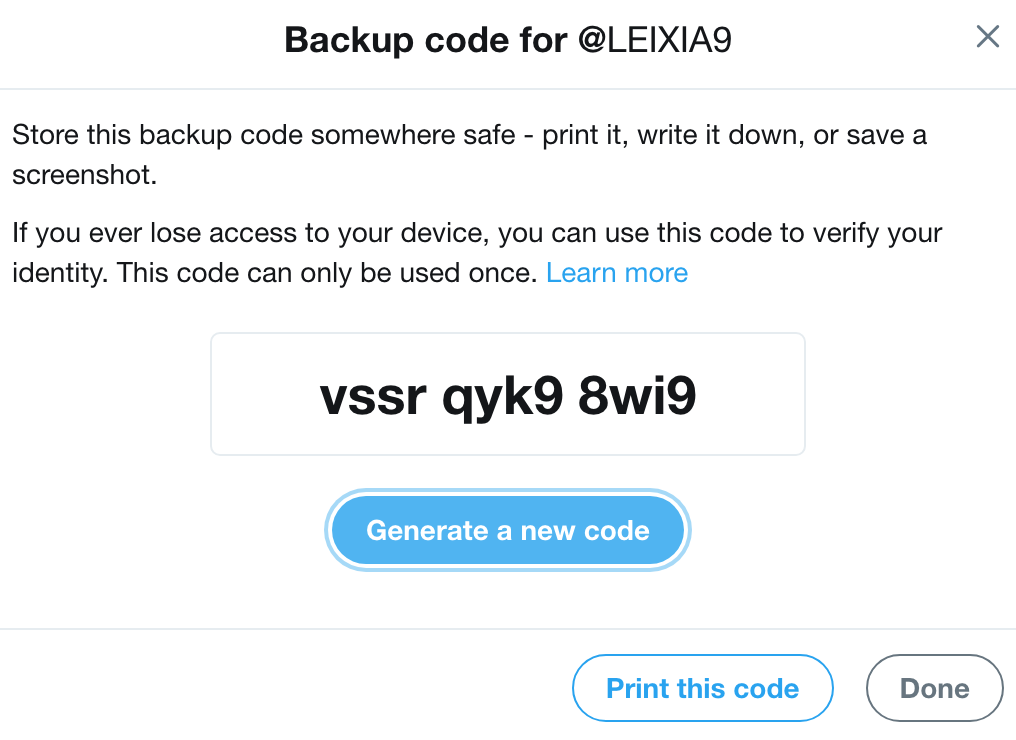 Backup code for @LEIXIA9
Store this backup code somewhere safe - print it, write it down, or save a
screenshot.
If you ever lose access to your device, you can use this code to verify your
identity. This code can only be used once. Learn more
vssr qyk9 8wi9
Generate a new code
Print this code
Done